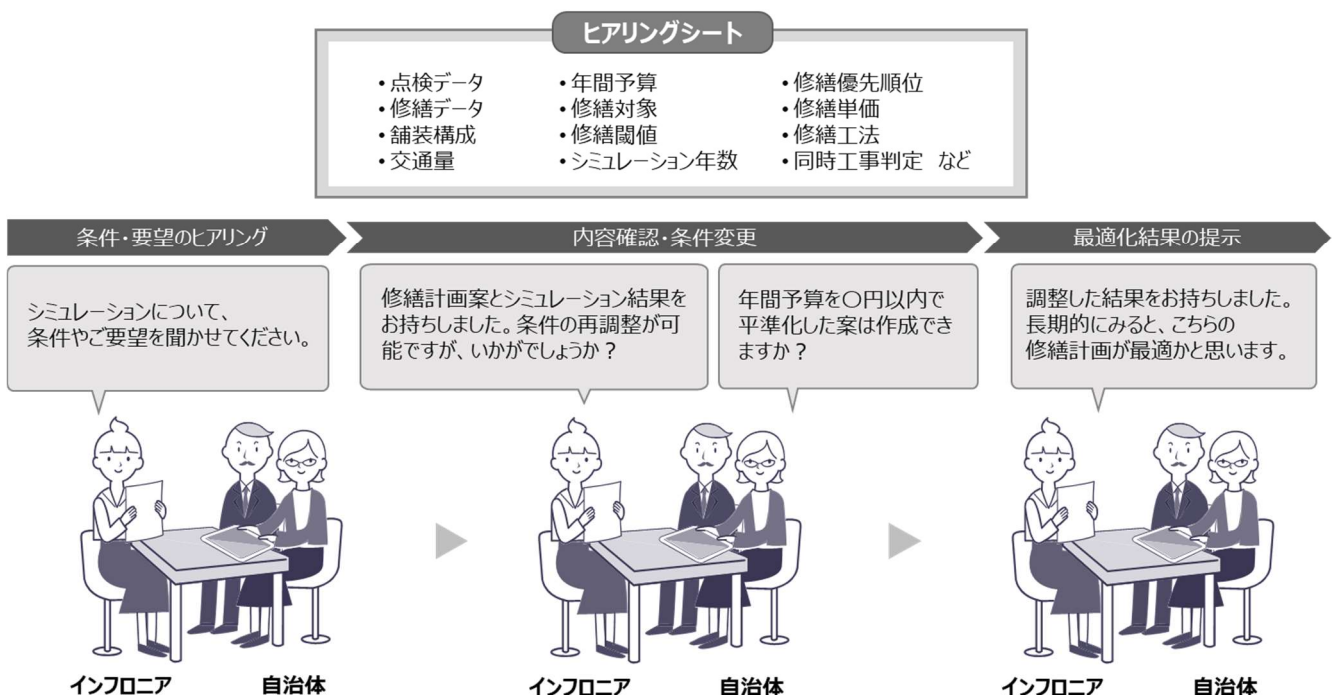 ヒアリングシート
•点検データ
•修繕データ
•舗装構成
•交通量
•年間予算
•修繕対象
•修繕閾値
•シミュレーション年数
•修繕優先順位
•修繕単価
•修繕工法
•同時工事判定 など
条件・要望のヒアリング
内容確認・条件変更
最適化結果の提示
シミュレーションについて、
条件やご要望を聞かせてください。
修繕計画案とシミュレーション結果を
お持ちしました。条件の再調整が可
能ですが、いかがでしょうか？
年間予算を〇円以内で
平準化した案は作成でき
ますか？
調整した結果をお持ちしました。
長期的にみると、こちらの
修繕計画が最適かと思います。
インフロニア
自治体
インフロニア
自治体
インフロニア
自治体